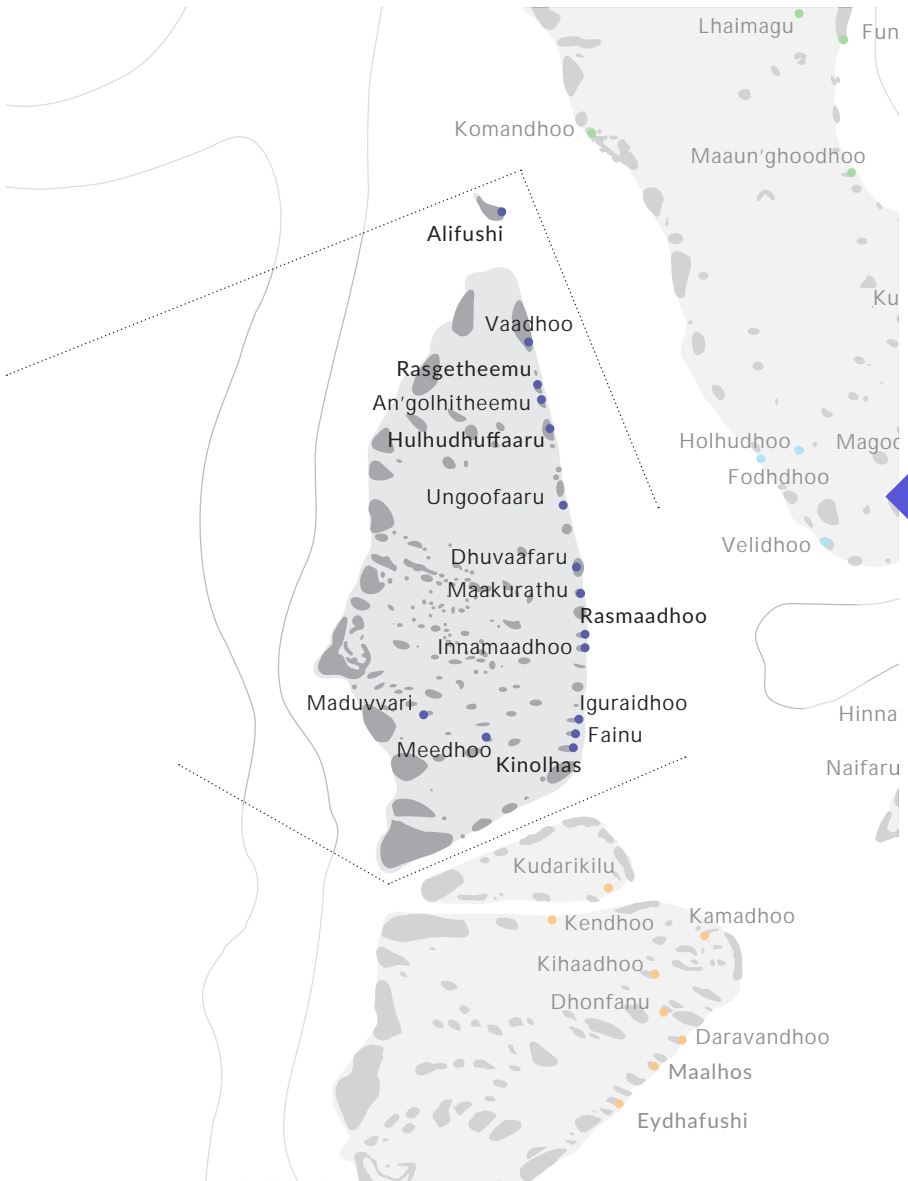 Lhaimagu
Fun
Komandhoo
Maaun'ghoodhoo
Alifushi
Ku
Vaadhoo
Rasgetheemu
An'golhitheemu
Hulhudhuffaaru
Holhudhoo
Magoo
Fodhdhoo
Ungoofaaru
Velidhoo
Dhuvaafaru
Maakurathu
Rasmaadhoo
Innamaadhoo
Maduvvari
Iguraidhoo
Hinna
Fainu
Meedhoo
Kinolhas
Naifaru
Kudarikilu
Kamadhoo
Kendhoo
Kihaadhoo
Dhonfanu
Daravandhoo
Maalhos
Eydhafushi